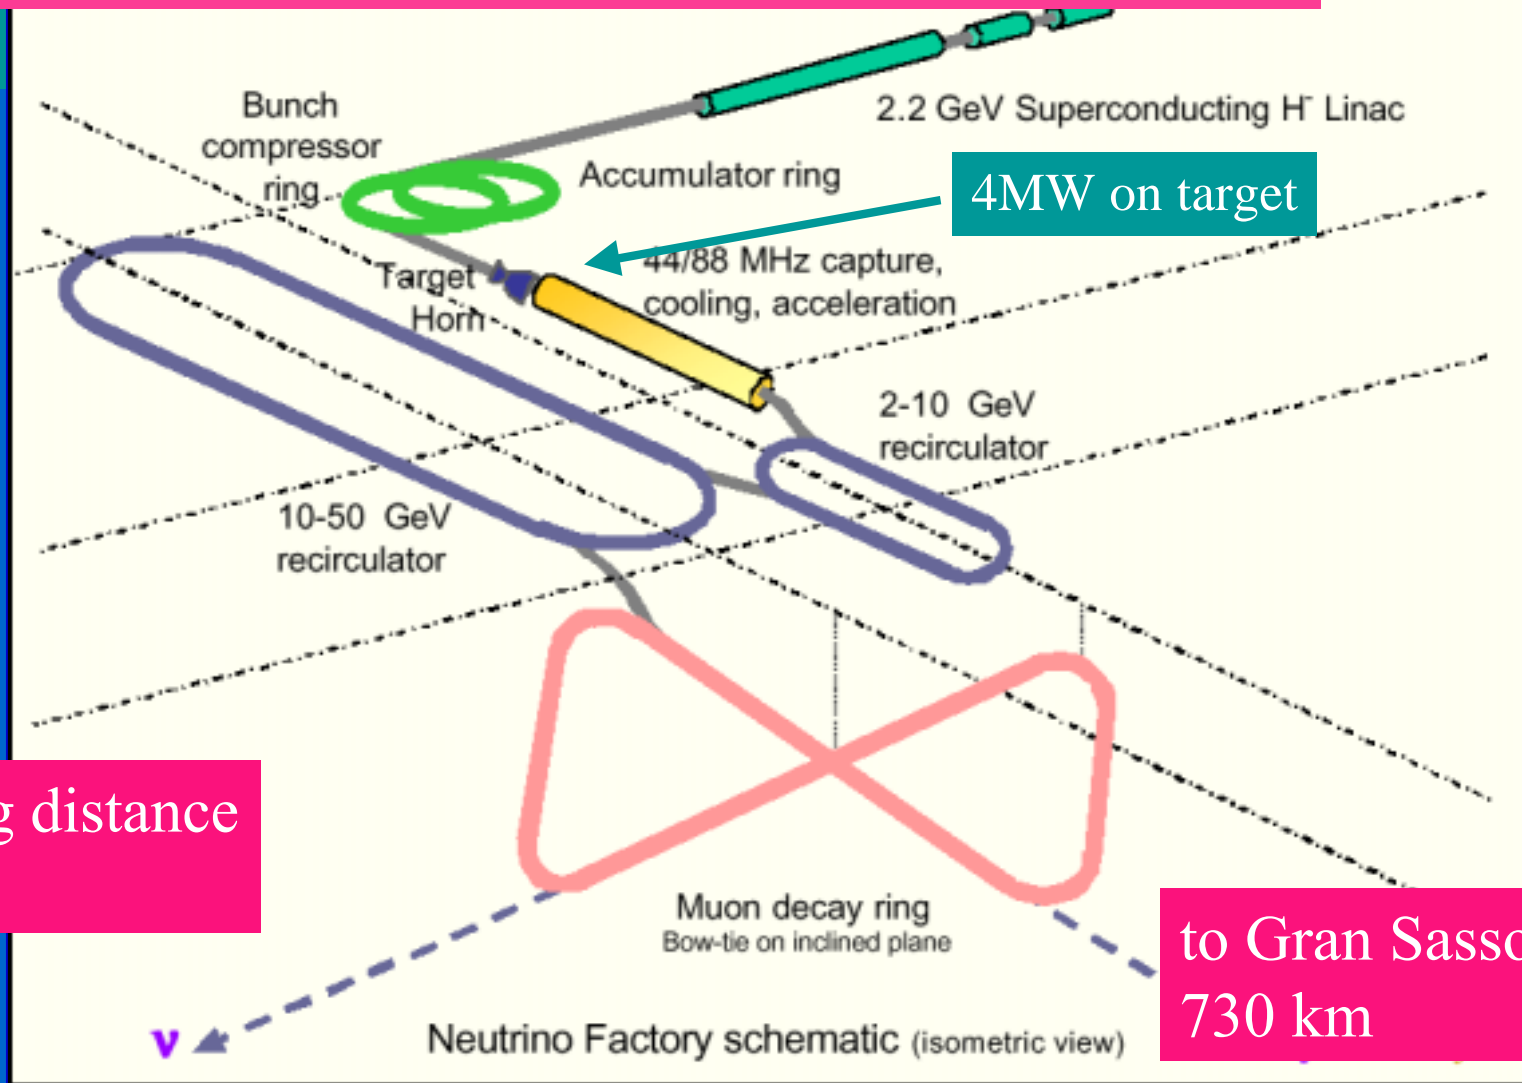 Bunch
compressor
ring
2.2 GeV Superconducting H⁻ Linac
Accumulator ring
4MW on target
Target
Horn
44/88 MHz capture,
cooling, acceleration
2-10 GeV
recirculator
10-50 GeV
recirculator
distance
Muon decay ring
Bow-tie on inclined plane
to Gran Sasso
730 km
ν
Neutrino Factory schematic (isometric view)